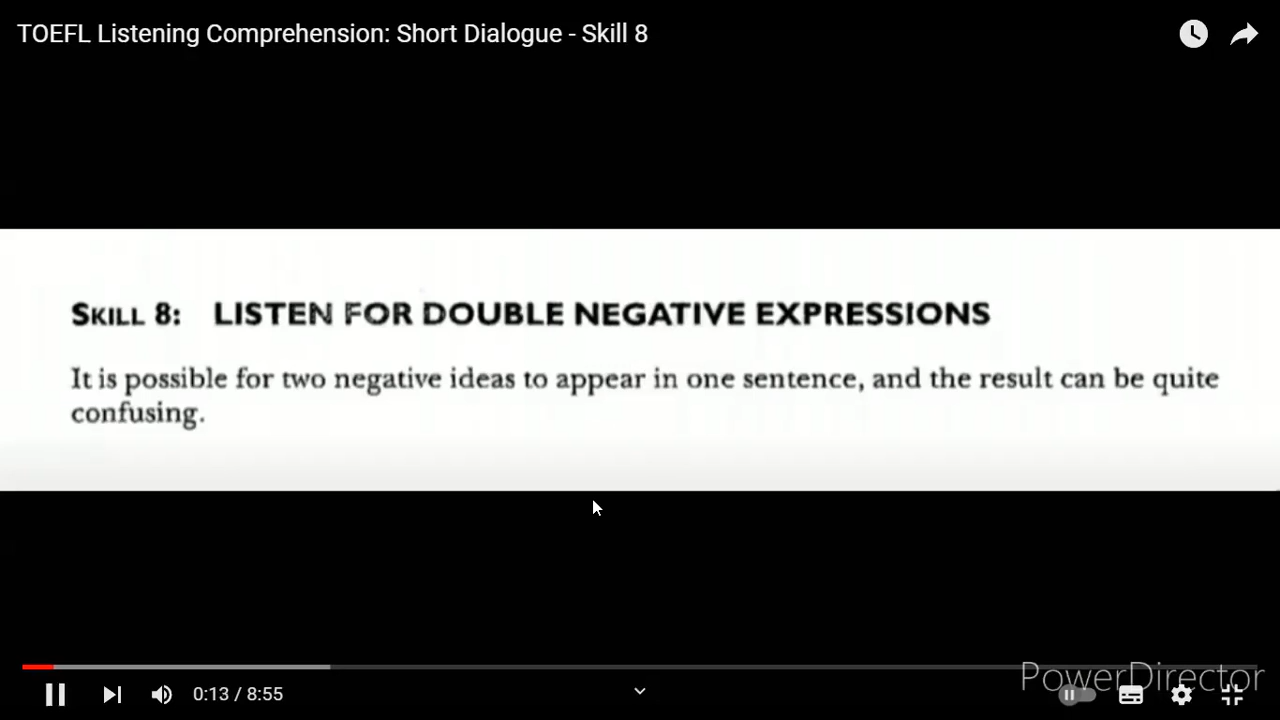 TOEFL Listening Comprehension: Short Dialogue - Skill 8
SKILL 8: LISTEN FOR DOUBLE NEGATIVE EXPRESSIONS
It is possible for two negative ideas to appear in one sentence, and the result can be quite
confusing.
PowerDirector
0:13 / 8:55